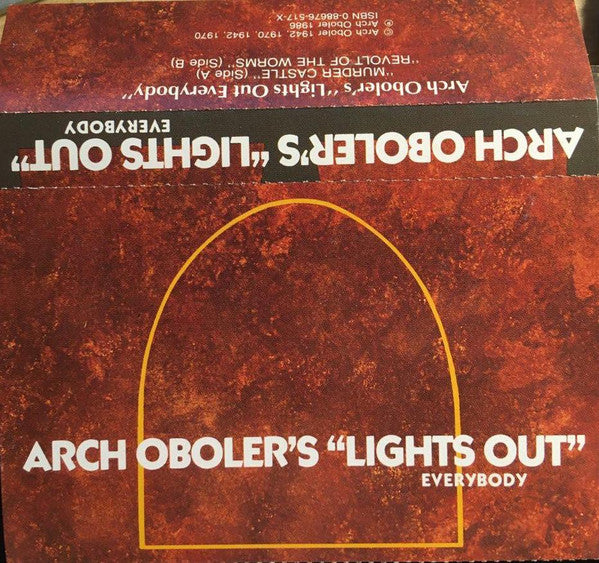 Arch Oboler's "Lights Out Everybody"
"MURDER CASTLE" (Side A)
"REVOLT OF THE WORMS" (Side B)
© Arch Oboler 1942, 1970, 1942, 1970
℗ Arch Oboler 1986
ISBN 0-88676-517-X
ARCH OBOLER'S "LIGHTS OUT"
EVERYBODY
ARCH OBOLER'S "LIGHTS OUT"
EVERYBODY